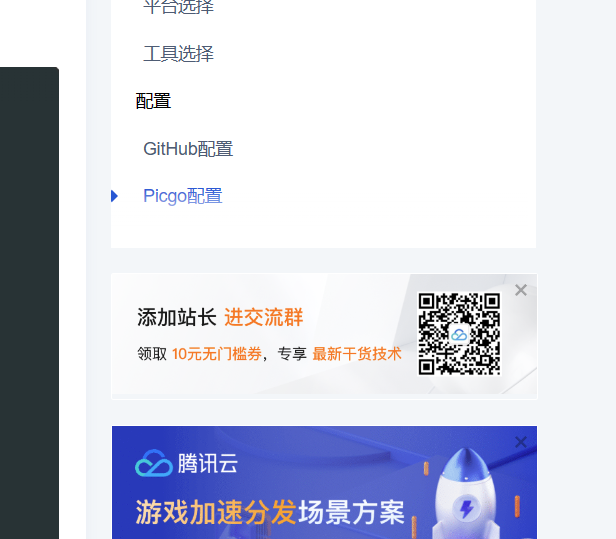 平台选择
工具选择
配置
GitHub配置
Picgo配置
添加站长 进交流群
领取 10元无门槛券，专享 最新干货技术
腾讯云
游戏加速分发场景方案